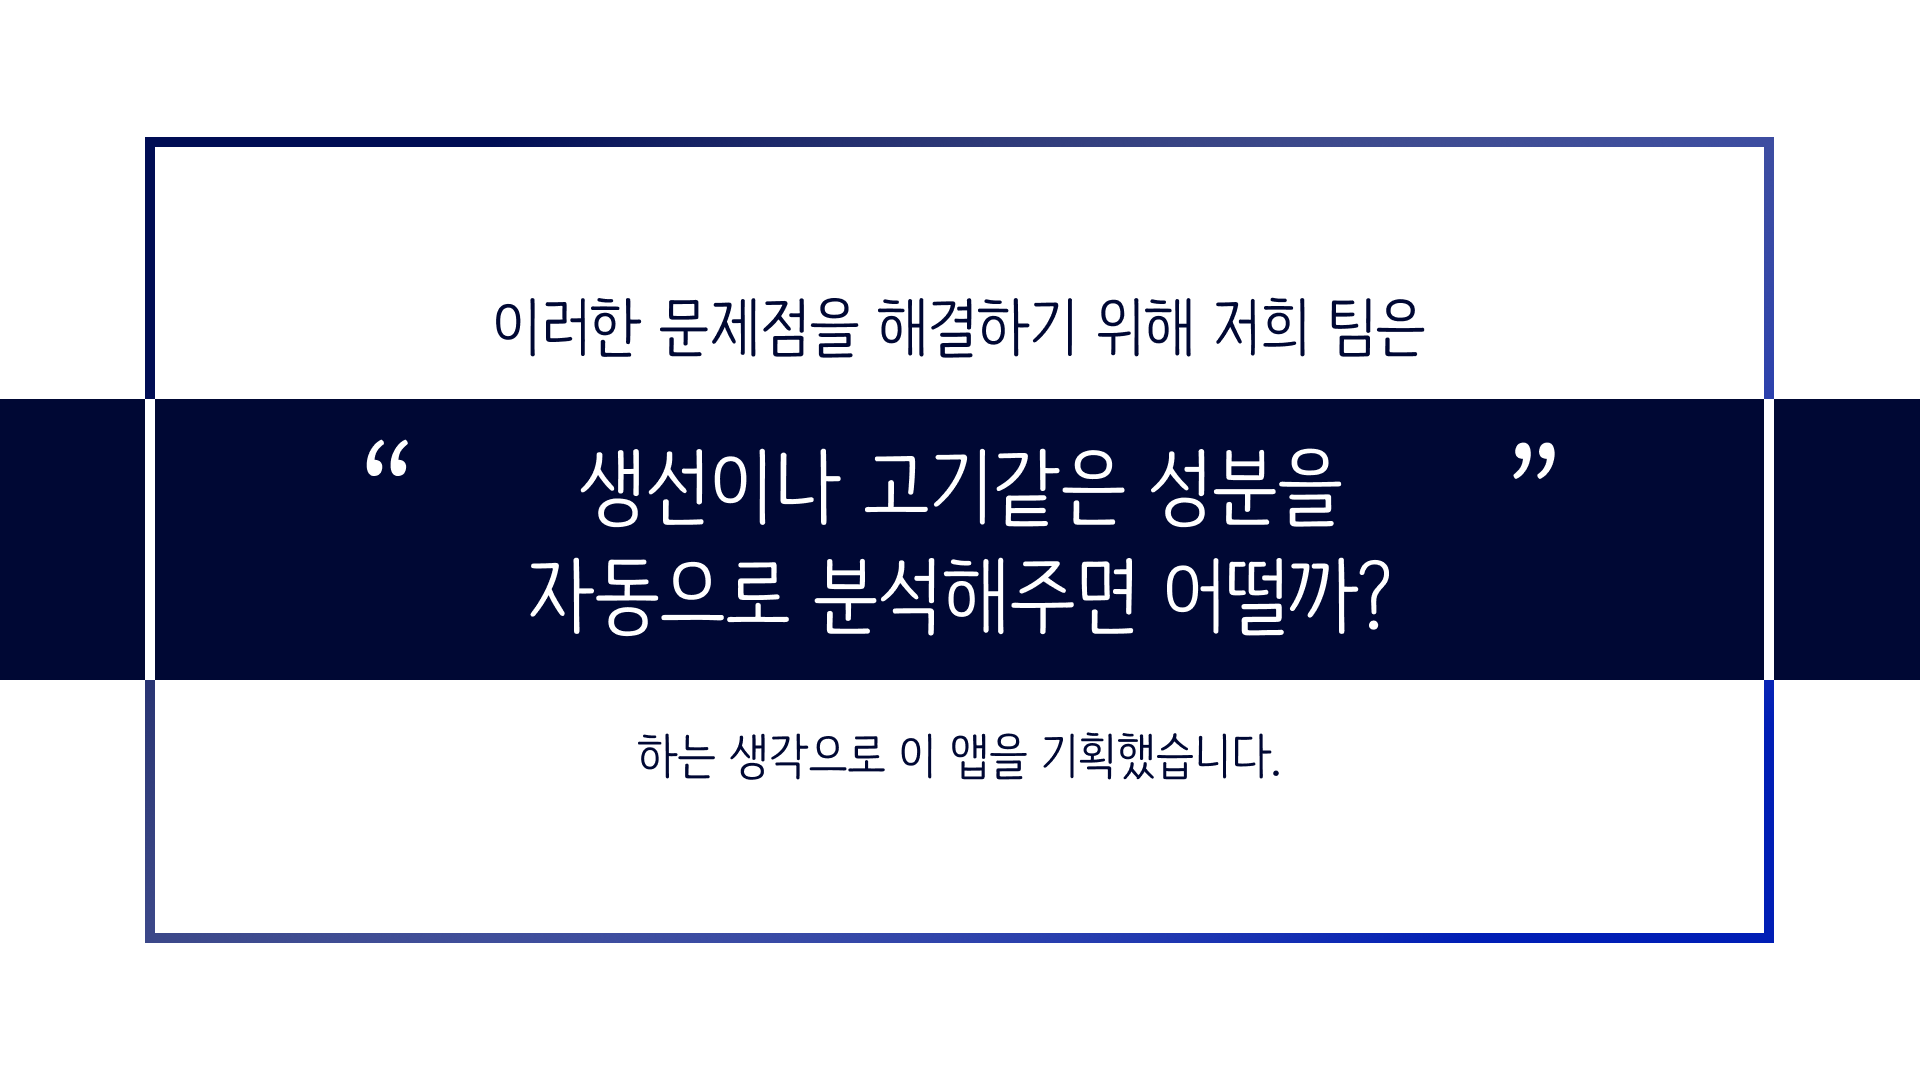 이러한 문제점을 해결하기 위해 저희 팀은
“ 생선이나 고기같은 성분을 ”
자동으로 분석해주면 어떨까?
하는 생각으로 이 앱을 기획했습니다.